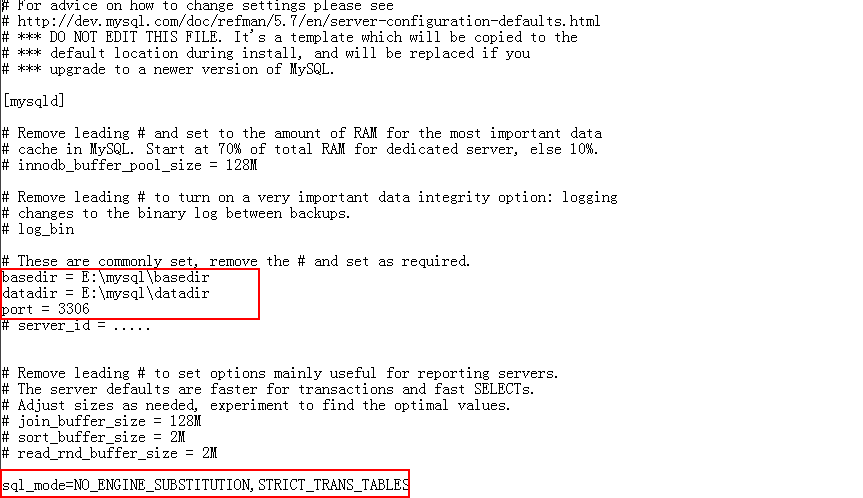 # For advice on how to change settings please see
# http://dev.mysql.com/doc/refman/5.7/en/server-configuration-defaults.html
# *** DO NOT EDIT THIS FILE. It's a template which will be copied to the
# *** default location during install, and will be replaced if you
# *** upgrade to a newer version of MySQL.
[mysqld]
# Remove leading # and set to the amount of RAM for the most important data
# cache in MySQL. Start at 70% of total RAM for dedicated server, else 10%.
# innodb_buffer_pool_size = 128M
# Remove leading # to turn on a very important data integrity option: logging
# changes to the binary log between backups.
# log_bin
# These are commonly set, remove the # and set as required.
basedir = E:\mysql\basedir
datadir = E:\mysql\datadir
port = 3306
# server_id = .....
# Remove leading # to set options mainly useful for reporting servers.
# The server defaults are faster for transactions and fast SELECTs.
# Adjust sizes as needed, experiment to find the optimal values.
# join_buffer_size = 128M
# sort_buffer_size = 2M
# read_rnd_buffer_size = 2M
sql_mode=NO_ENGINE_SUBSTITUTION,STRICT_TRANS_TABLES